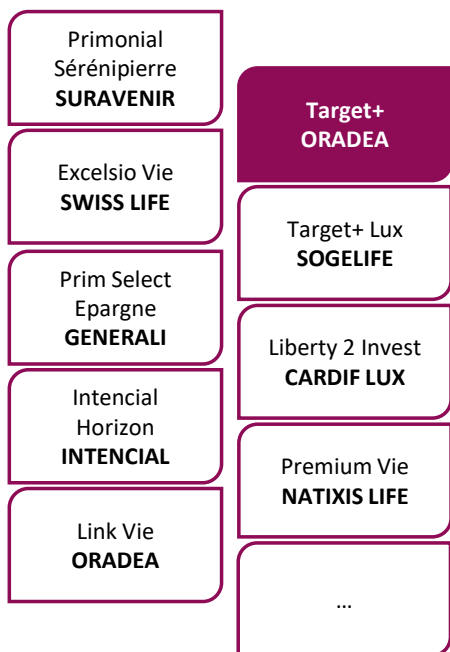 Primonial
Sérénipierre
SURAVENIR
Excelsio Vie
SWISS LIFE
Prim Select
Epargne
GENERALI
Intencial
Horizon
INTENCIAL
Link Vie
ORADEA
Target+
ORADEA
Target+ Lux
SOGELIFE
Liberty 2 Invest
CARDIF LUX
Premium Vie
NATIXIS LIFE
...